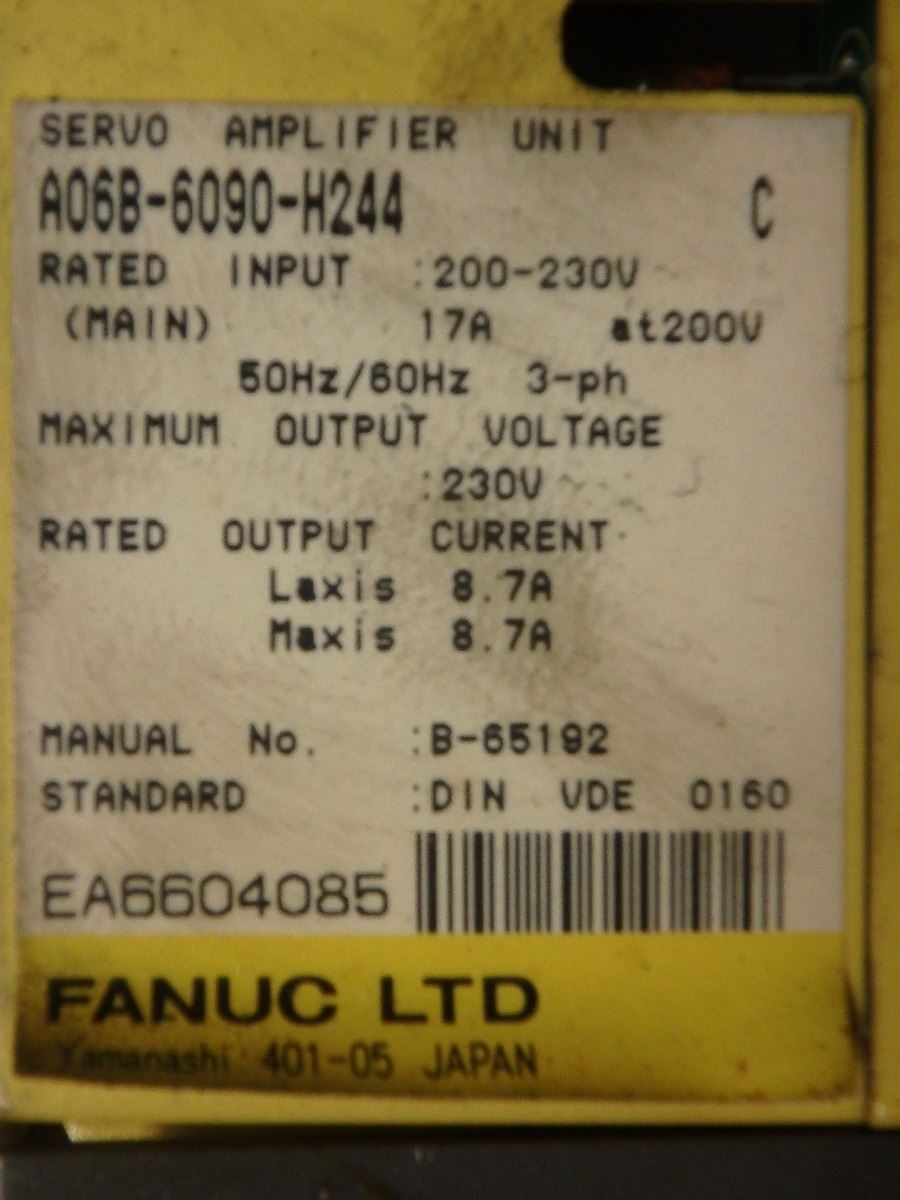 SERVO AMPLIFIER UNIT
A06B-6090-H244 C
RATED INPUT :200-230V
(MAIN) 17A at200V
50Hz/60Hz 3-ph
MAXIMUM OUTPUT VOLTAGE
:230V
RATED OUTPUT CURRENT
Laxis 8.7A
Maxis 8.7A
MANUAL No. :B-65192
STANDARD :DIN VDE 0160
EA6604085
FANUC LTD
Yamanashi 401-05 JAPAN